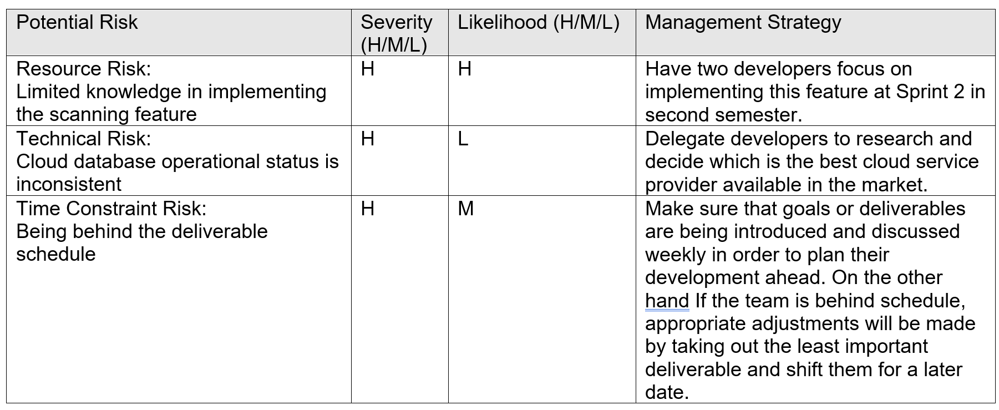 Potential Risk
Severity
(H/M/L)
Likelihood (H/M/L)
Management Strategy
Resource Risk:
Limited knowledge in implementing
the scanning feature
H
H
Have two developers focus on
implementing this feature at Sprint 2 in
second semester.
Technical Risk:
Cloud database operational status is
inconsistent
H
L
Delegate developers to research and
decide which is the best cloud service
provider available in the market.
Time Constraint Risk:
Being behind the deliverable
schedule
H
M
Make sure that goals or deliverables
are being introduced and discussed
weekly in order to plan their
development ahead. On the other
hand If the team is behind schedule,
appropriate adjustments will be made
by taking out the least important
deliverable and shift them for a later
date.